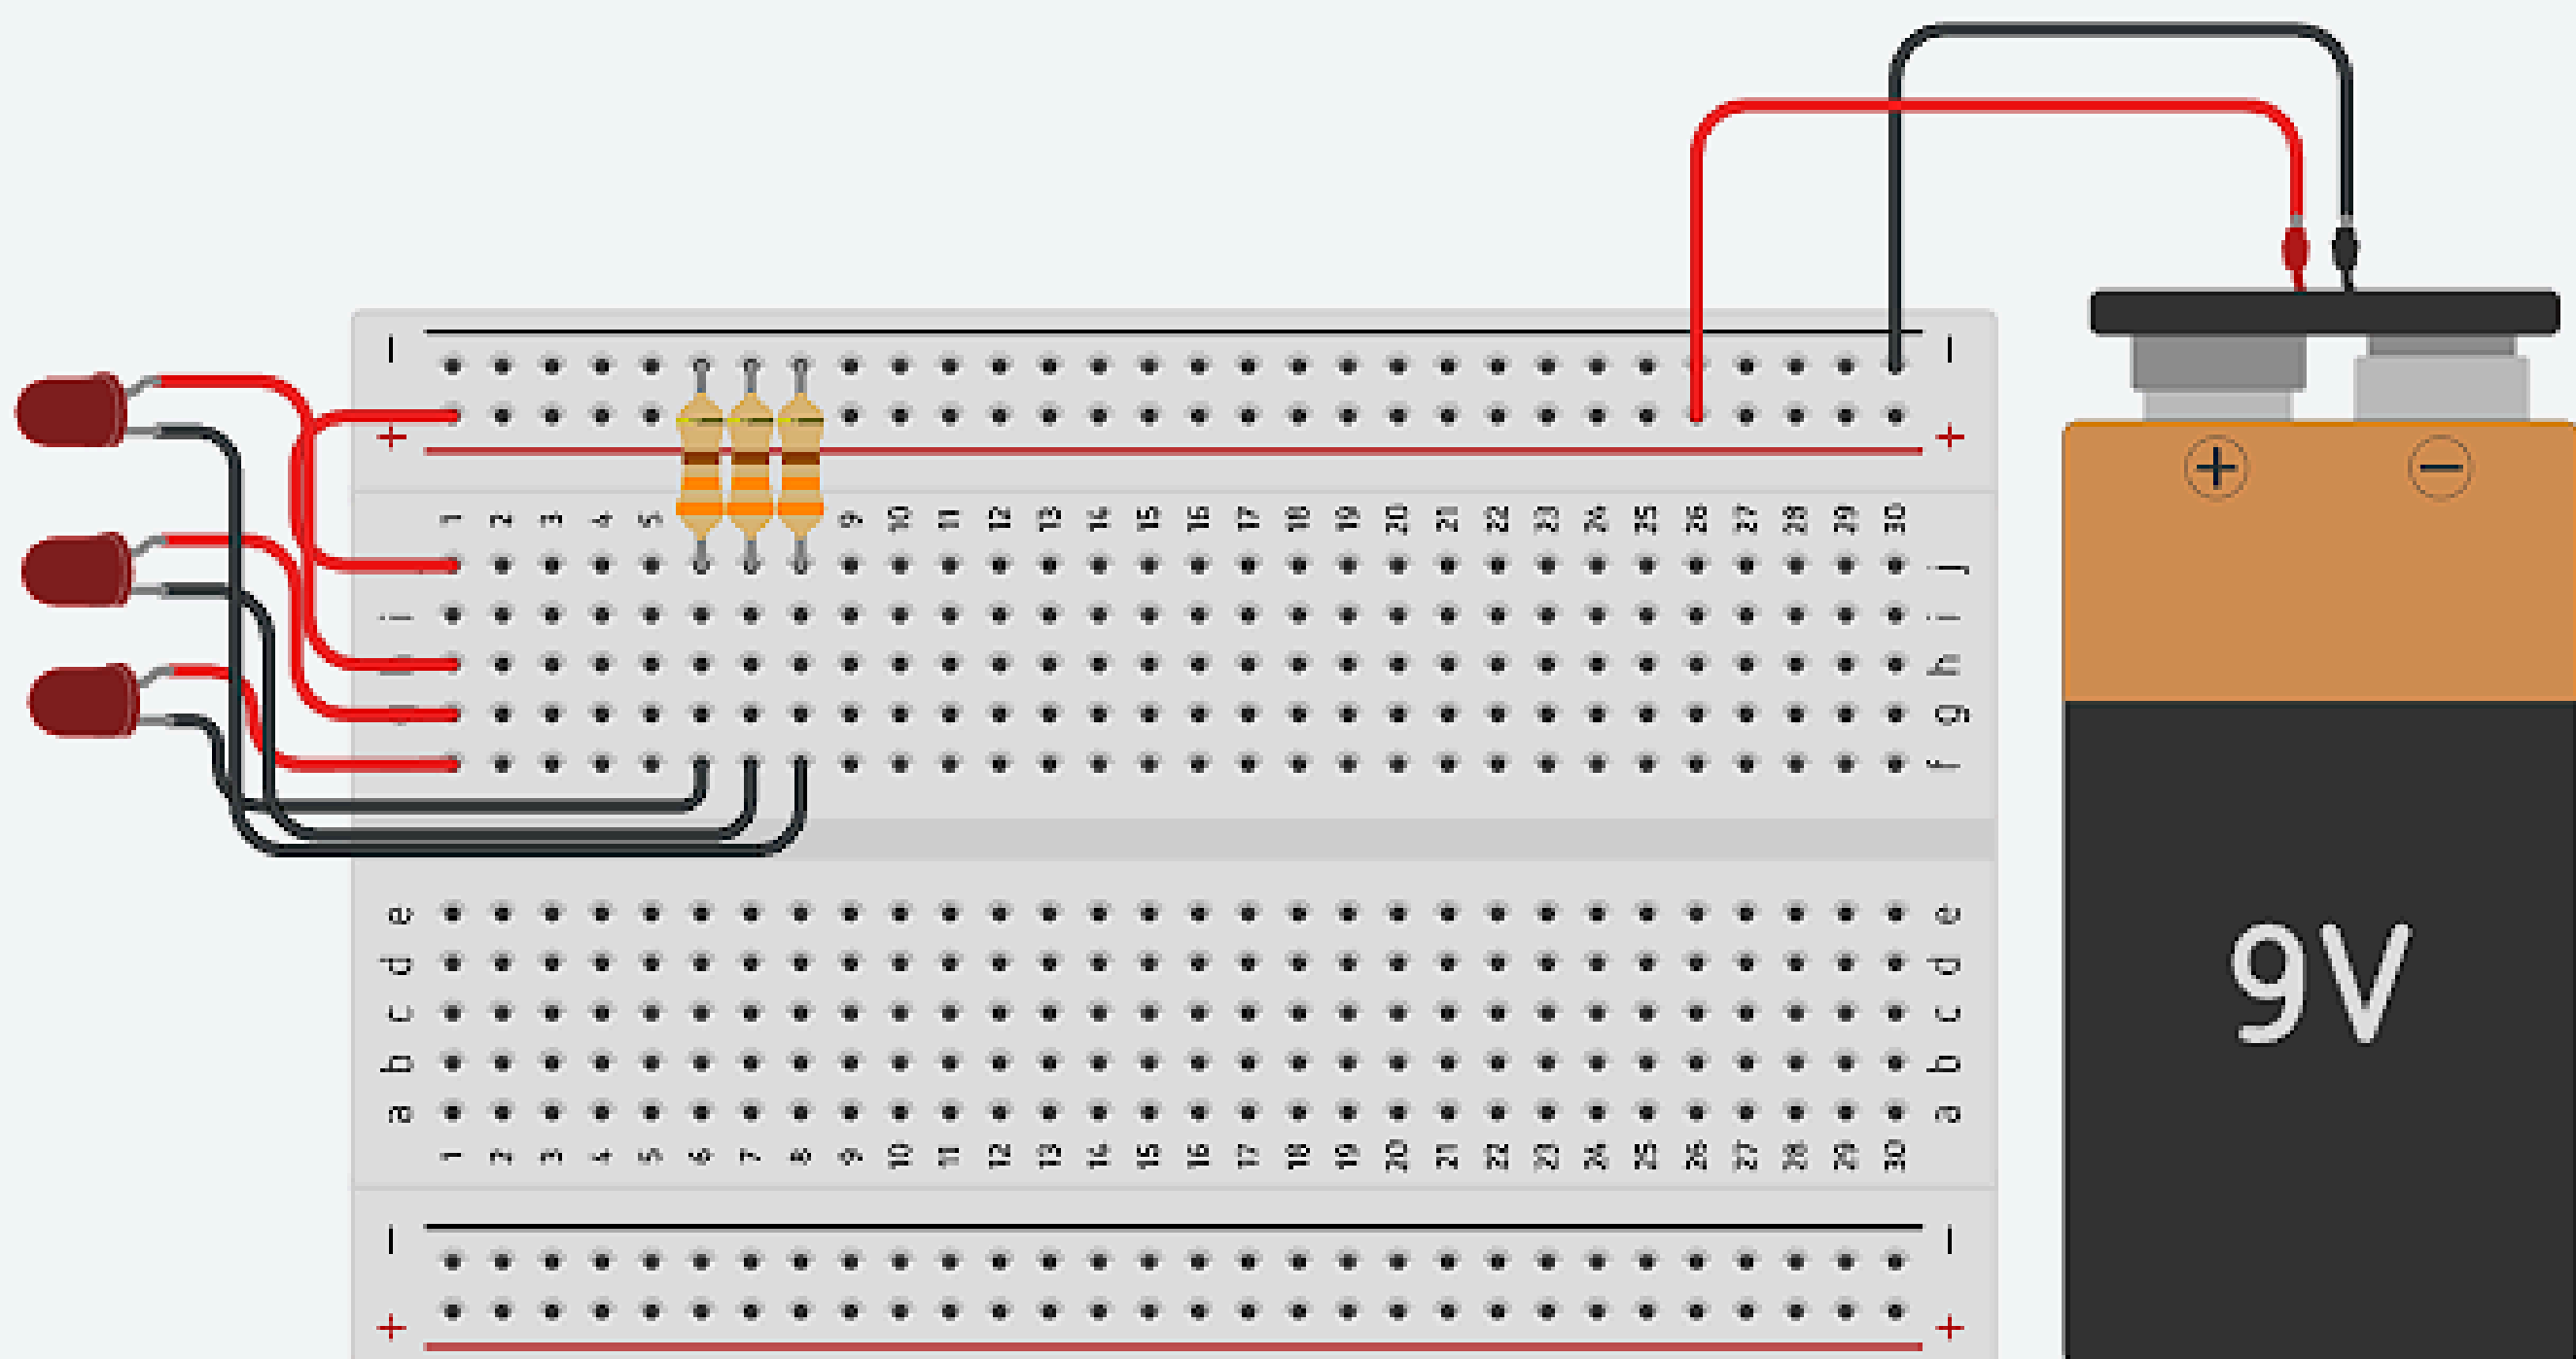 − −
+ +
+ −
1 2 3 4 5 9 10 11 12 13 14 15 16 17 18 19 20 21 22 23 24 25 26 27 28 29 30
j
i i
h
g
f
e e
d d
c c
b b
a a
9V
1 2 3 4 5 6 7 8 9 10 11 12 13 14 15 16 17 18 19 20 21 22 23 24 25 26 27 28 29 30
− −
+ +